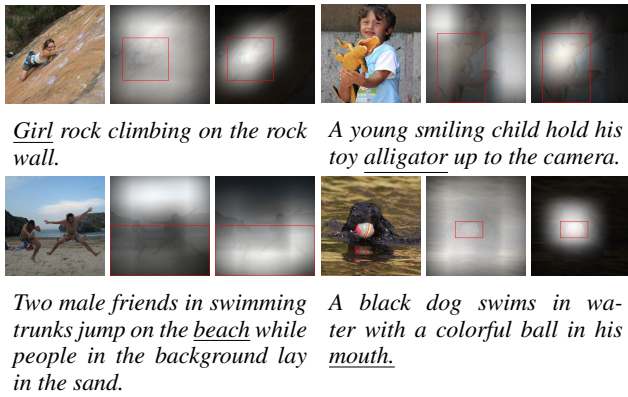 Girl rock climbing on the rock
wall.
A young smiling child hold his
toy alligator up to the camera.
Two male friends in swimming
trunks jump on the beach while
people in the background lay
in the sand.
A black dog swims in wa-
ter with a colorful ball in his
mouth.